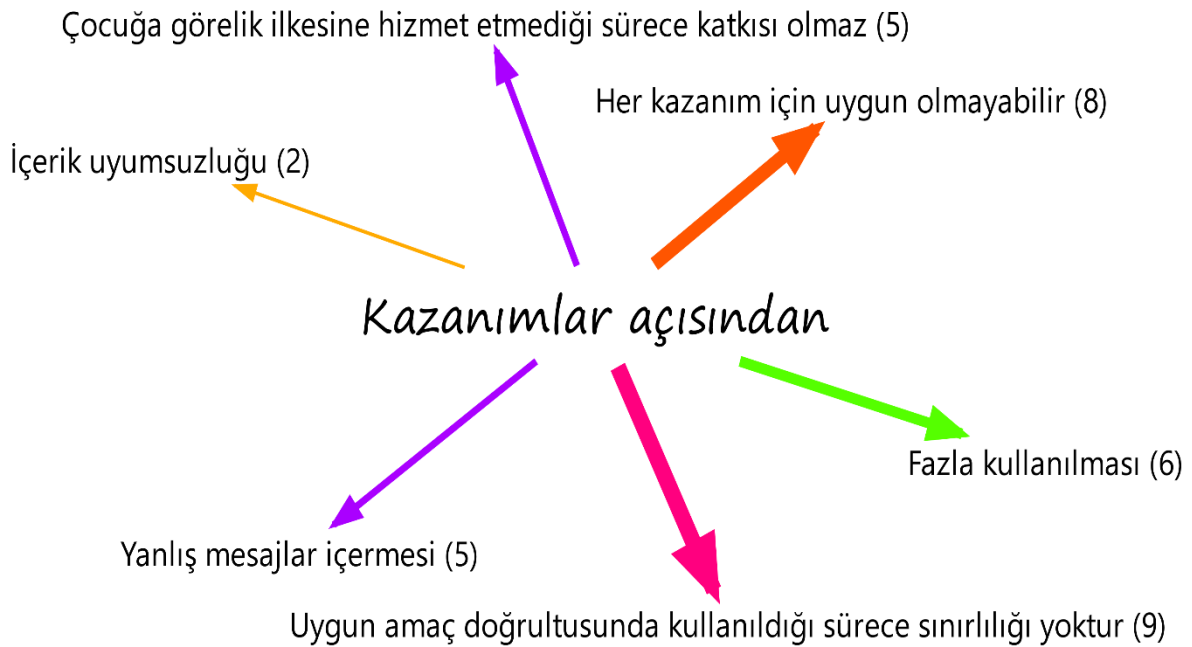 Çocuğa görelik ilkesine hizmet etmediği sürece katkısı olmaz (5)
Her kazanım için uygun olmayabilir (8)
İçerik uyumsuzluğu (2)
Kazanımlar açısından
Fazla kullanılması (6)
Yanlış mesajlar içermesi (5)
Uygun amaç doğrultusunda kullanıldığı sürece sınırlılığı yoktur (9)